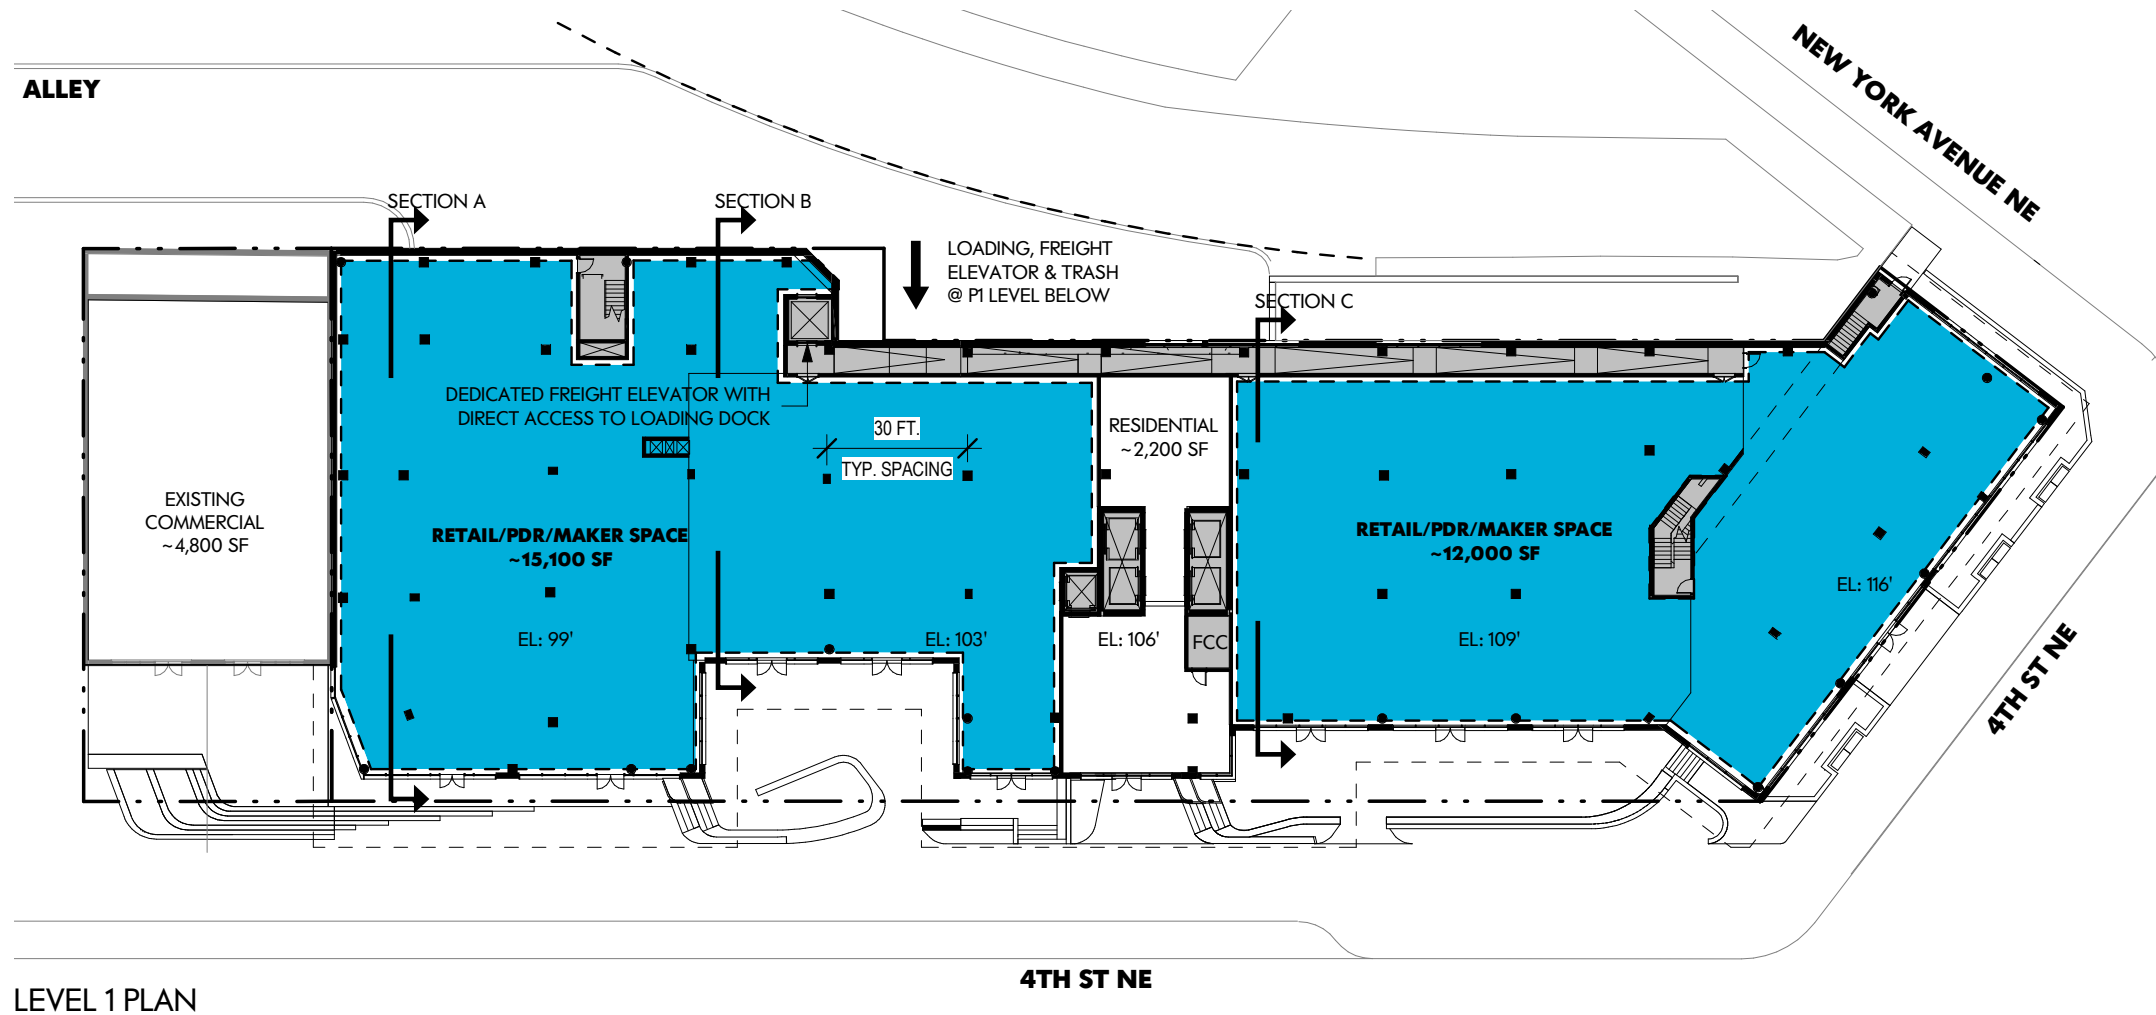 ALLEY
NEW YORK AVENUE NE
SECTION A
SECTION B
LOADING, FREIGHT
ELEVATOR & TRASH
@ P1 LEVEL BELOW
SECTION C
DEDICATED FREIGHT ELEVATOR WITH
DIRECT ACCESS TO LOADING DOCK
30 FT.
TYP. SPACING
RESIDENTIAL
~2,200 SF
EXISTING
COMMERCIAL
~4,800 SF
RETAIL/PDR/MAKER SPACE
~15,100 SF
RETAIL/PDR/MAKER SPACE
~12,000 SF
EL: 116'
EL: 99'
EL: 103'
EL: 106'
FCC
EL: 109'
4TH ST NE
4TH ST NE
LEVEL 1 PLAN